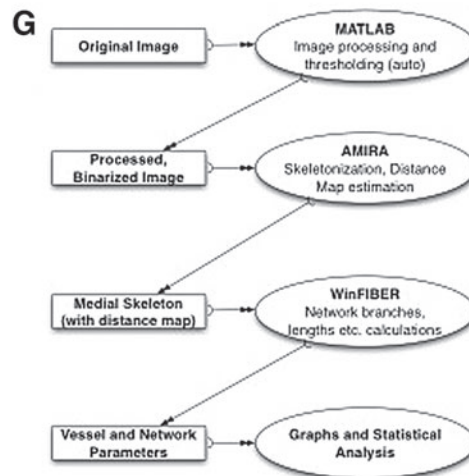 G
Original Image
MATLAB
Image processing and
thresholding (auto)
Processed,
Binarized Image
AMIRA
Skeletonization, Distance
Map estimation
Medial Skeleton
(with distance map)
WinFIBER
Network branches,
lengths etc. calculations
Vessel and Network
Parameters
Graphs and Statistical
Analysis